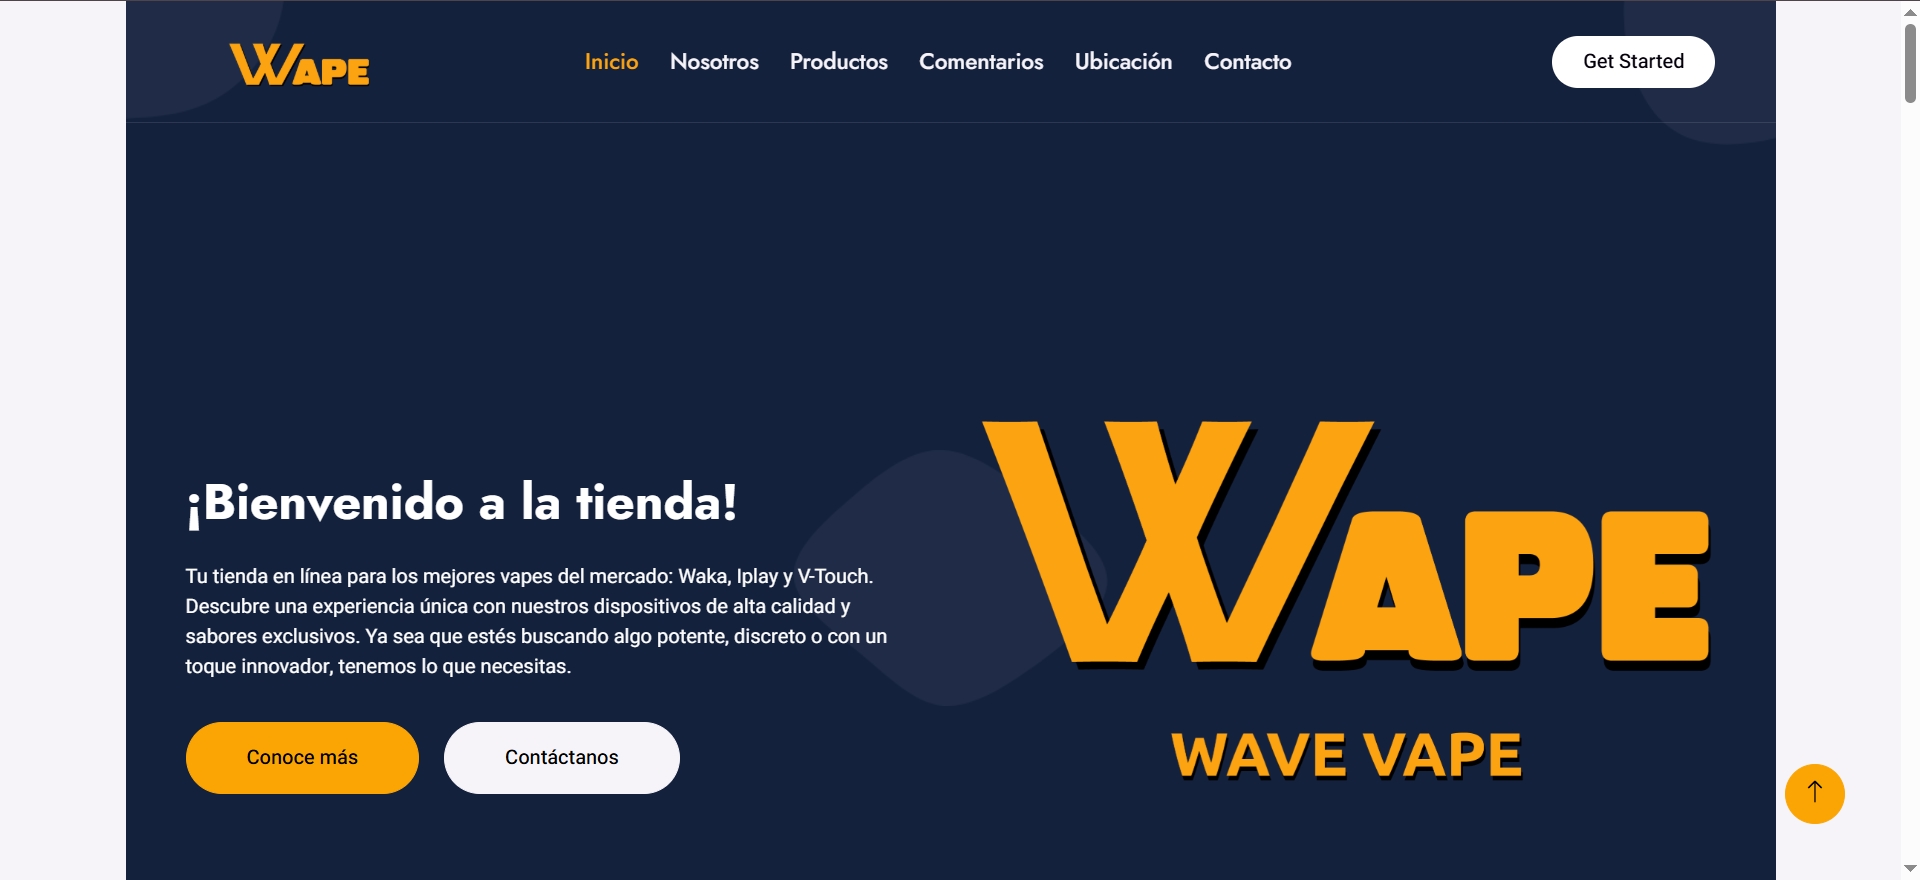 WAPE
Inicio
Nosotros
Productos
Comentarios
Ubicación
Contacto
Get Started
¡Bienvenido a la tienda!
Tu tienda en línea para los mejores vapes del mercado: Waka, Iplay y V-Touch.
Descubre una experiencia única con nuestros dispositivos de alta calidad y
sabores exclusivos. Ya sea que estés buscando algo potente, discreto o con un
toque innovador, tenemos lo que necesitas.
Conoce más
Contáctanos
WAPE
WAVE VAPE